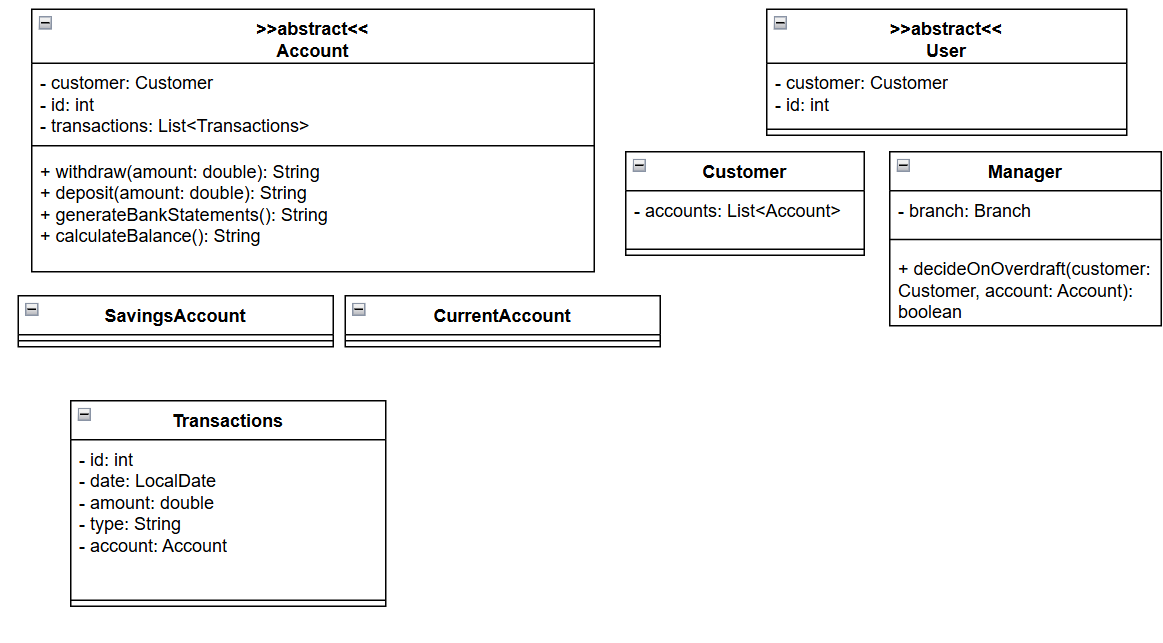 >>abstract<<
Account
- customer: Customer
- id: int
- transactions: List<Transactions>
+ withdraw(amount: double): String
+ deposit(amount: double): String
+ generateBankStatements(): String
+ calculateBalance(): String
>>abstract<<
User
- customer: Customer
- id: int
Customer
- accounts: List<Account>
Manager
- branch: Branch
+ decideOnOverdraft(customer:
Customer, account: Account):
boolean
SavingsAccount
CurrentAccount
Transactions
- id: int
- date: LocalDate
- amount: double
- type: String
- account: Account